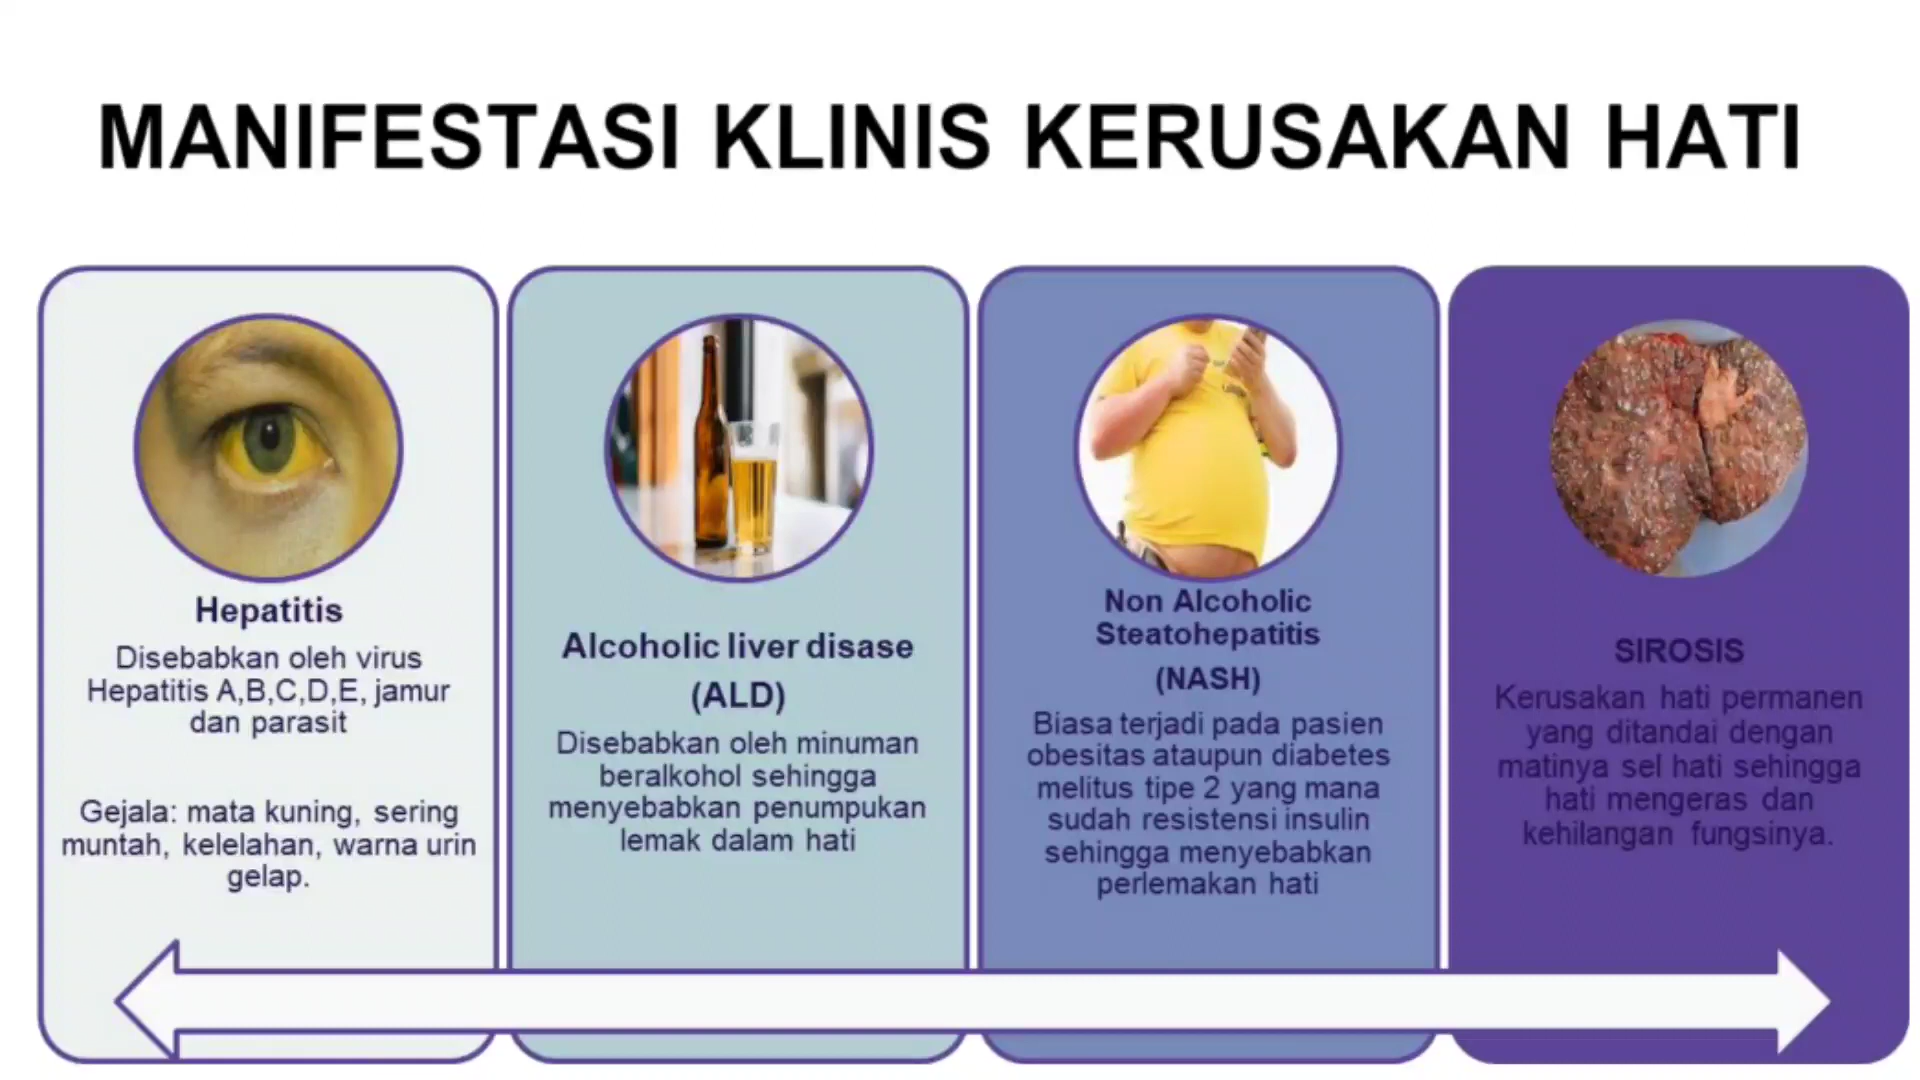 MANIFESTASI KLINIS KERUSAKAN HATI
Hepatitis
Disebabkan oleh virus
Hepatitis A,B,C,D,E, jamur
dan parasit
Gejala: mata kuning, sering
muntah, kelelahan, warna urin
gelap.
Alcoholic liver disase
(ALD)
Disebabkan oleh minuman
beralkohol sehingga
menyebabkan penumpukan
lemak dalam hati
Non Alcoholic
Steatohepatitis
(NASH)
Biasa terjadi pada pasien
obesitas ataupun diabetes
melitus tipe 2 yang mana
sudah resistensi insulin
sehingga menyebabkan
perlemakan hati
SIROSIS
Kerusakan hati permanen
yang ditandai dengan
matinya sel hati sehingga
hati mengeras dan
kehilangan fungsinya.